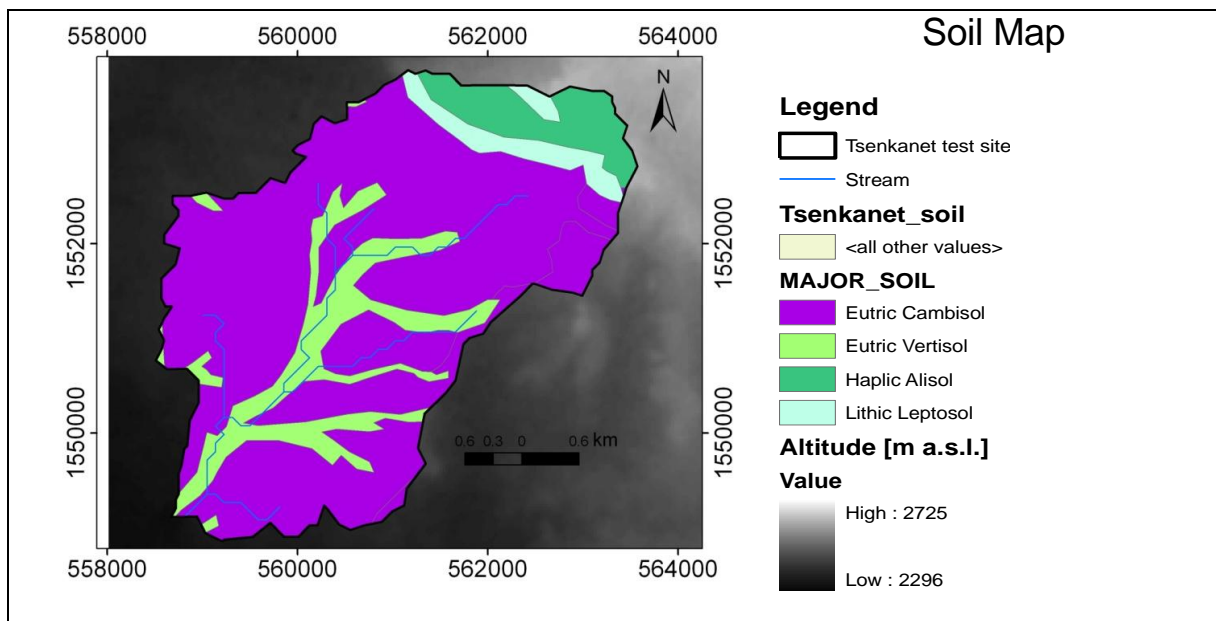 Soil Map
558000 560000 562000 564000
N
1552000 1552000
1550000 1550000
0.6 0.3 0 0.6 km
558000 560000 562000 564000
Legend
Tsenkanet test site
Stream
Tsenkanet_soil
<all other values>
MAJOR_SOIL
Eutric Cambisol
Eutric Vertisol
Haplic Alisol
Lithic Leptosol
Altitude [m a.s.l.]
Value
High : 2725
Low : 2296